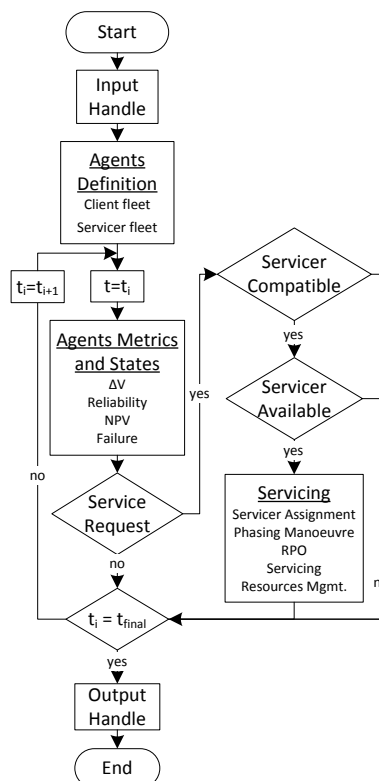 Start
Input
Handle
Agents
Definition
Client fleet
Servicer fleet
tᵢ=tᵢ₊₁
t=tᵢ
Agents Metrics
and States
ΔV
Reliability
NPV
Failure
Service
Request
yes
no
no
tᵢ = t_final
yes
Output
Handle
End
Servicer
Compatible
yes
Servicer
Available
yes
Servicing
Servicer Assignment
Phasing Manoeuvre
RPO
Servicing
Resources Mgmt.